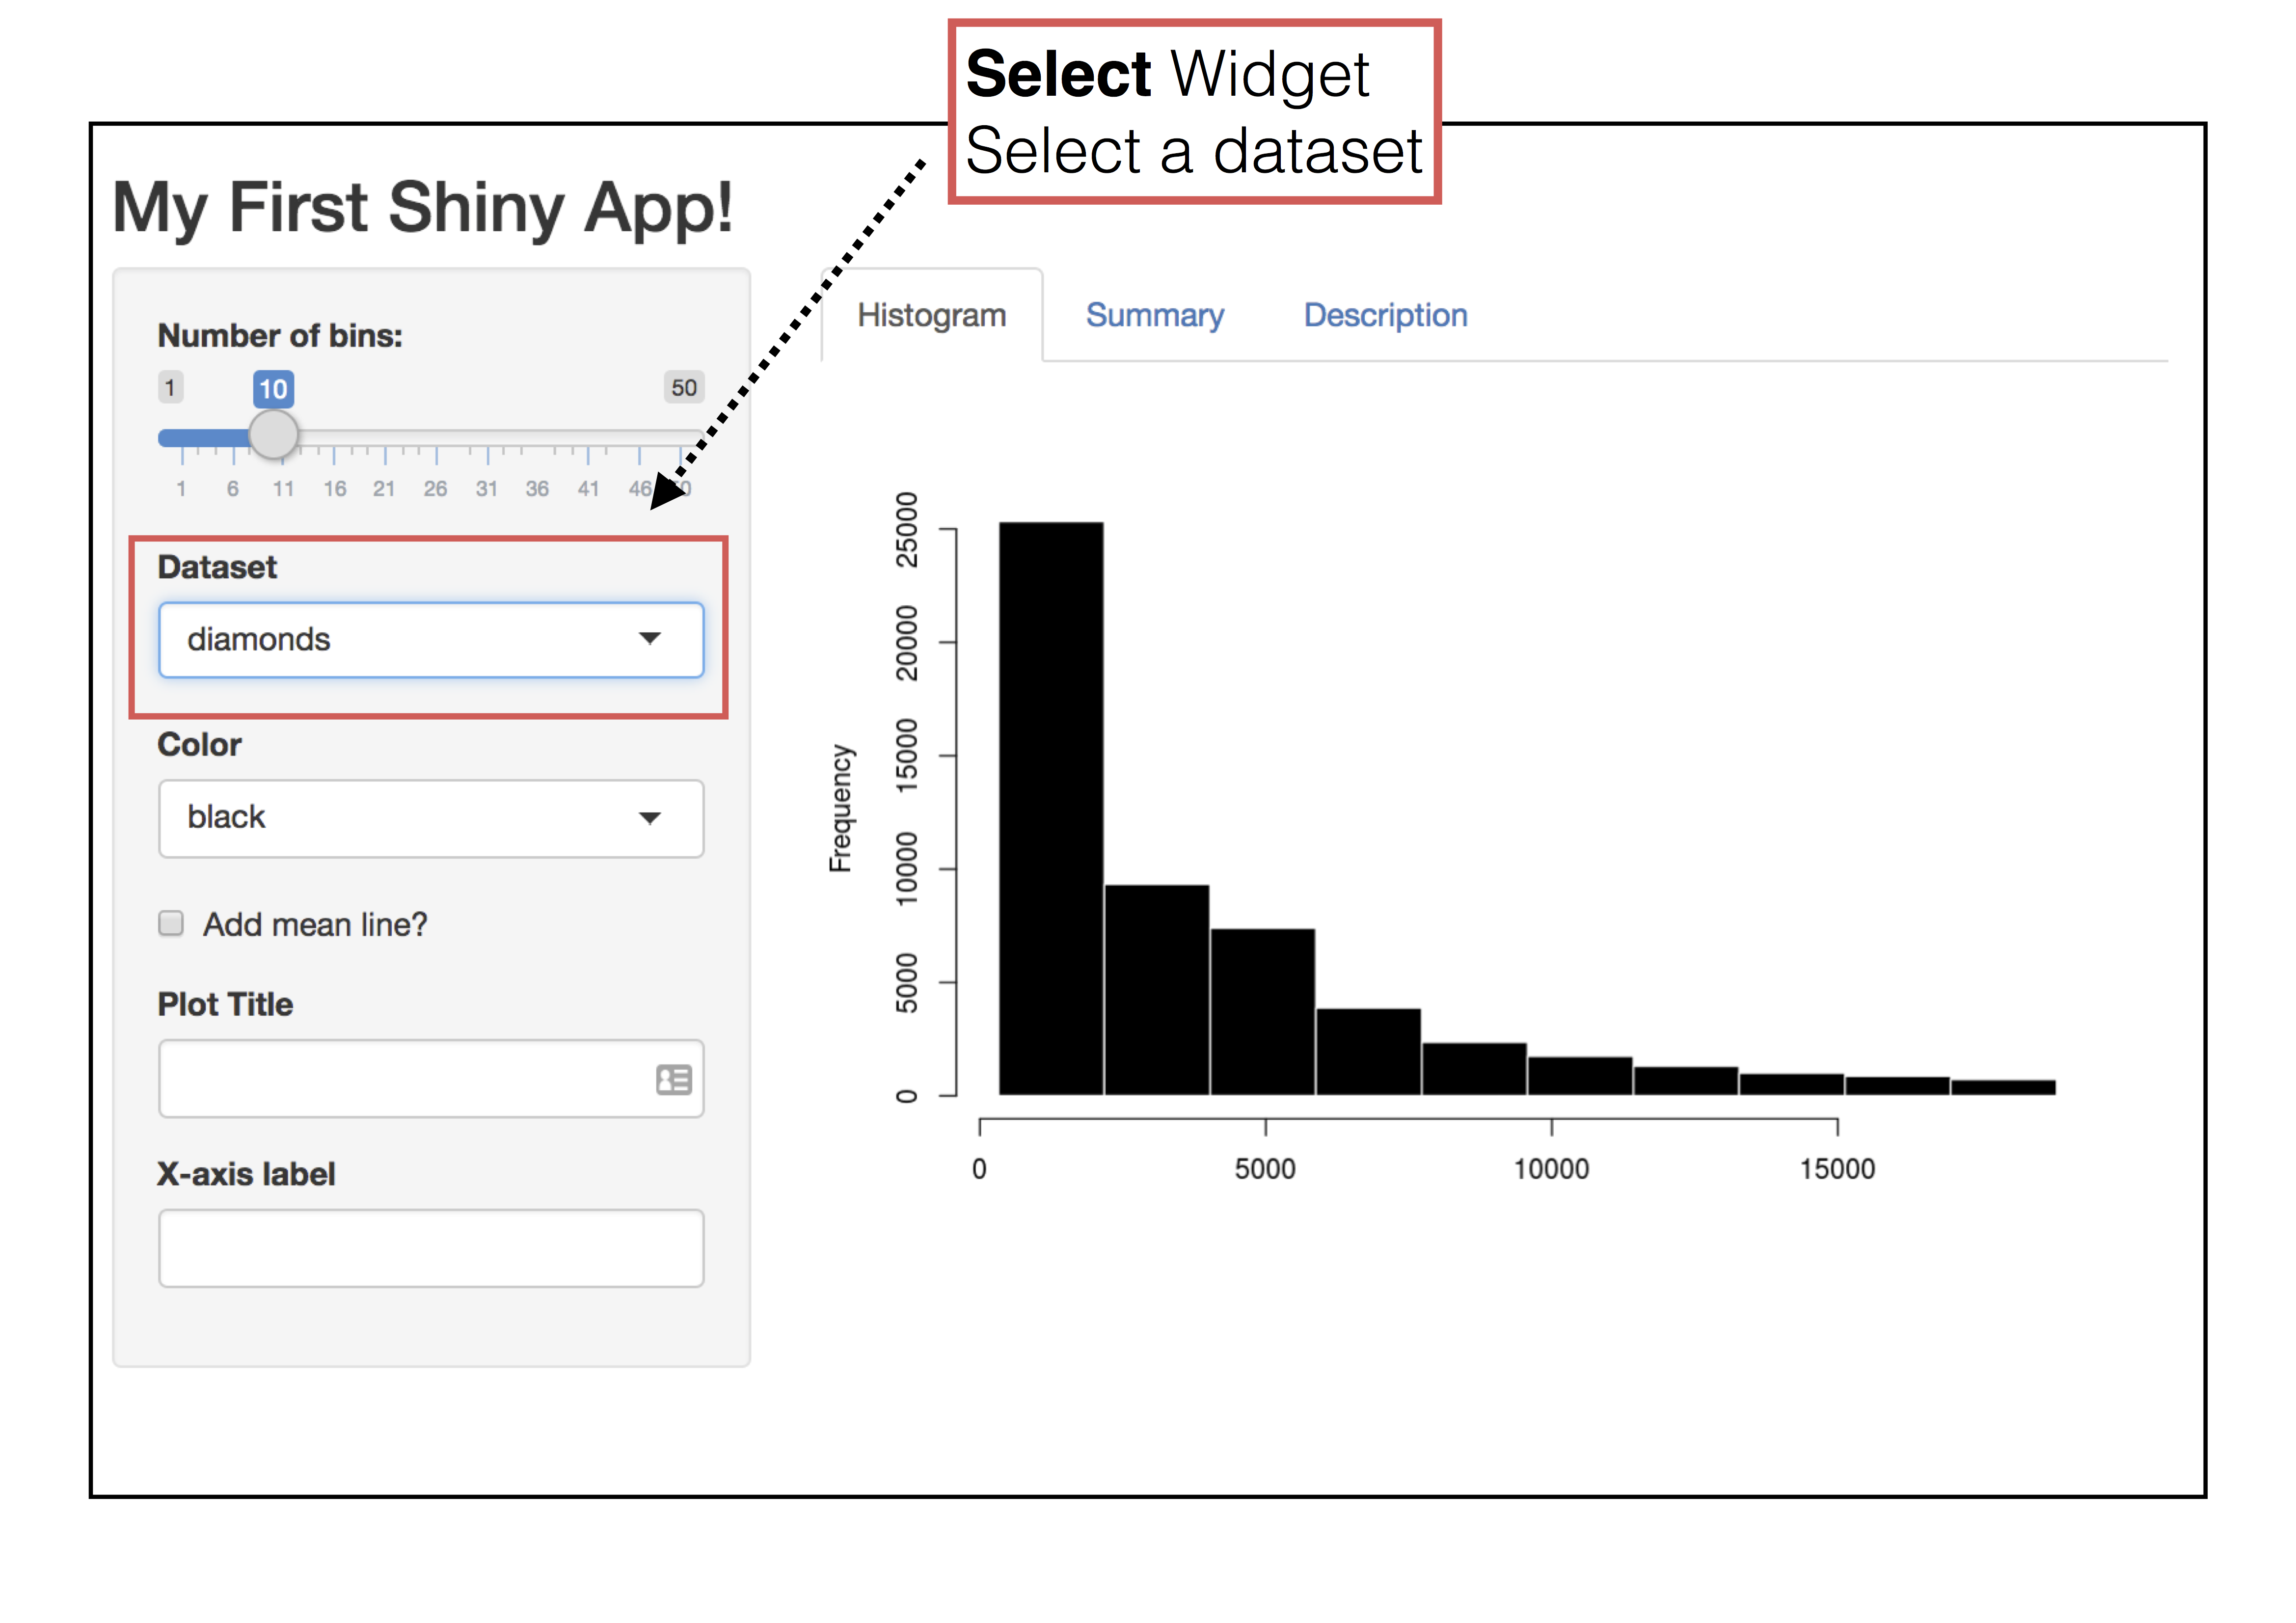 Select Widget
Select a dataset
My First Shiny App!
Number of bins:
1 10 50
1 6 11 16 21 26 31 36 41 46
Dataset
diamonds
Color
black
Add mean line?
Plot Title
X-axis label
Histogram Summary Description
Frequency
25000
20000
15000
10000
5000
0
0 5000 10000 15000